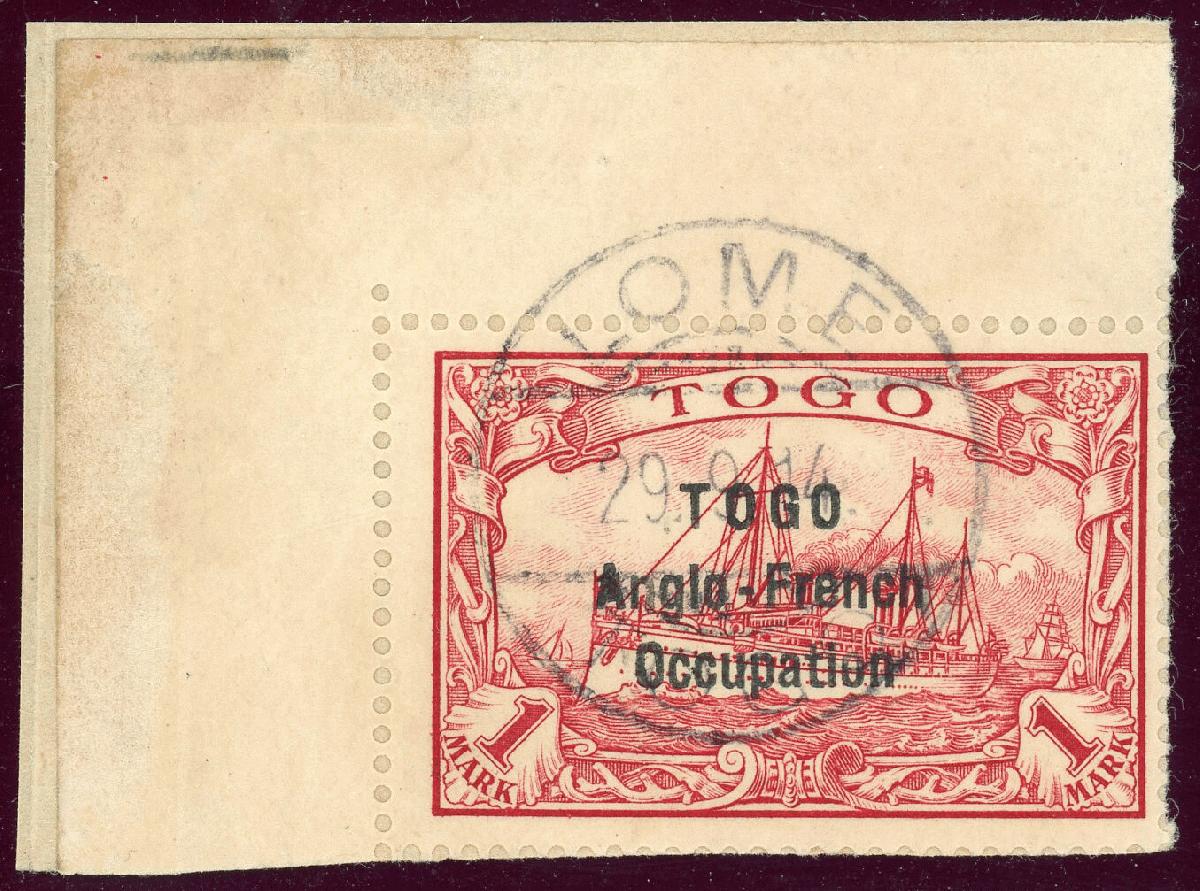 LOME
TOGO
29.9.14.
TOGO
Anglo-French
Occupation
1 1
MARK MARK